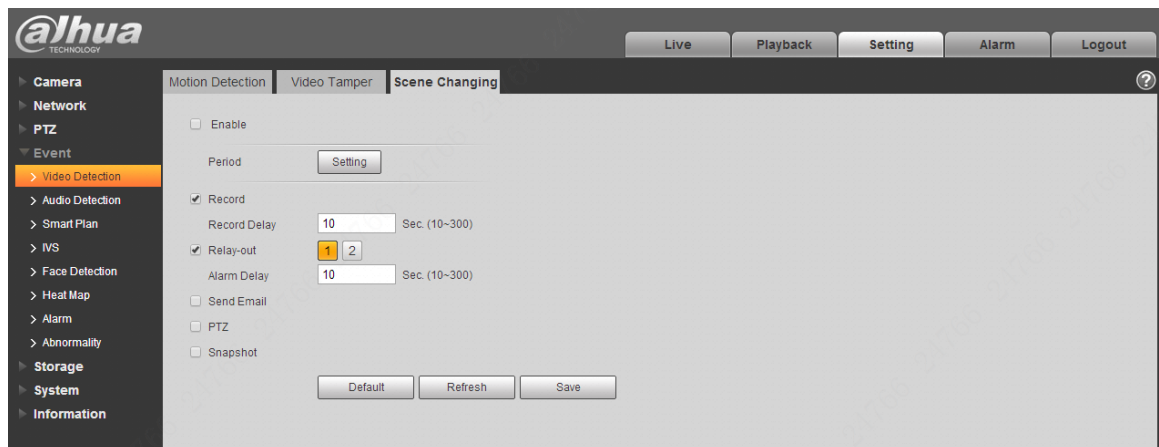 alhua
TECHNOLOGY
Live Playback Setting Alarm Logout
Camera
Network
PTZ
Event
Video Detection
Audio Detection
Smart Plan
IVS
Face Detection
Heat Map
Alarm
Abnormality
Storage
System
Information
Motion Detection Video Tamper Scene Changing ?
Enable
Period Setting
Record
Record Delay 10 Sec. (10~300)
Relay-out 1 2
Alarm Delay 10 Sec. (10~300)
Send Email
PTZ
Snapshot
Default Refresh Save